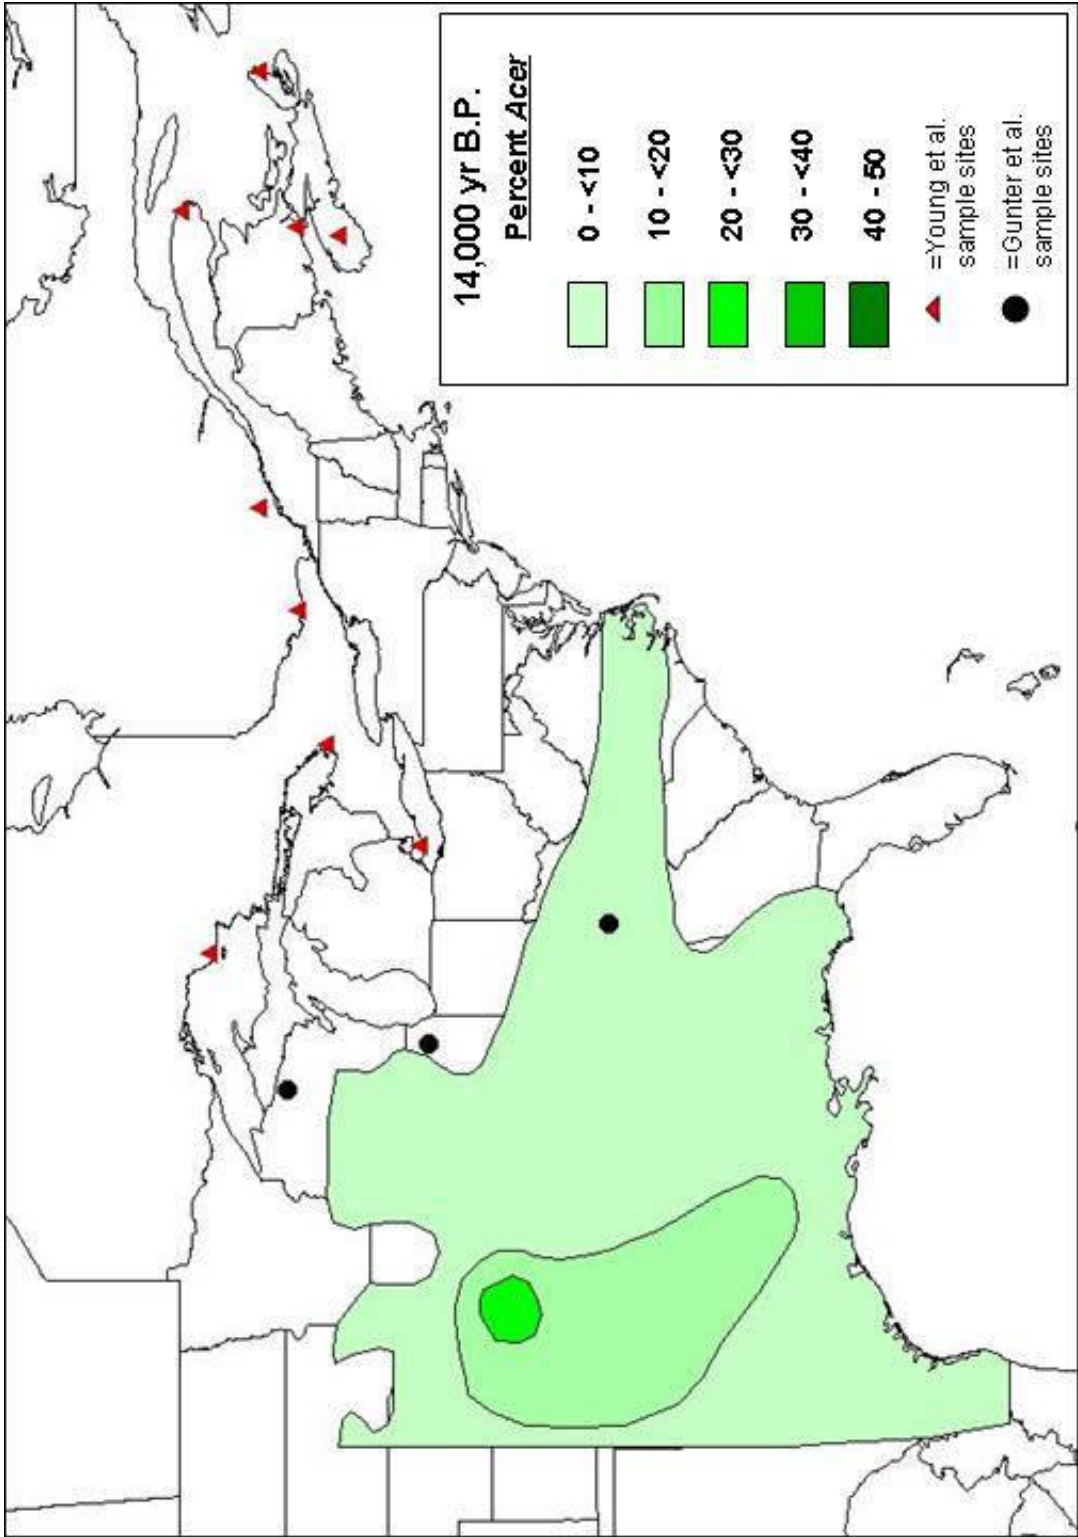 14,000 yr B.P.
Percent Acer
0 - <10
10 - <20
20 - <30
30 - <40
40 - 50
=Young et al.
sample sites
=Gunter et al.
sample sites